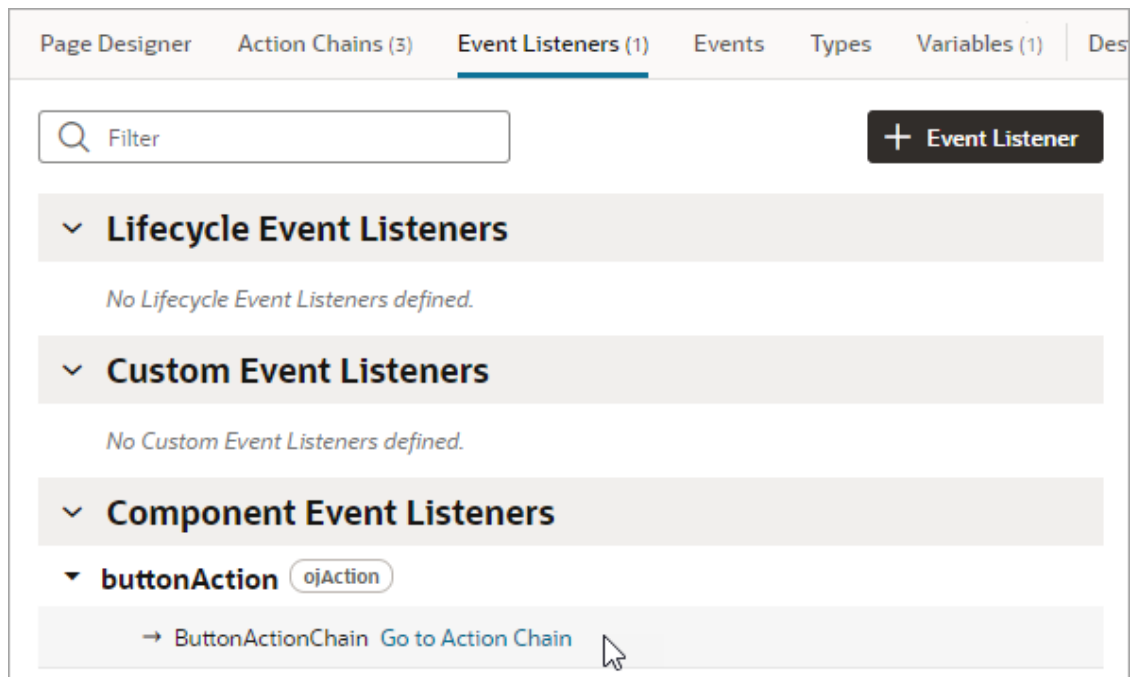 Page Designer Action Chains (3) Event Listeners (1) Events Types Variables (1) Des
Filter
+ Event Listener
Lifecycle Event Listeners
No Lifecycle Event Listeners defined.
Custom Event Listeners
No Custom Event Listeners defined.
Component Event Listeners
buttonAction ojAction
→ ButtonActionChain Go to Action Chain